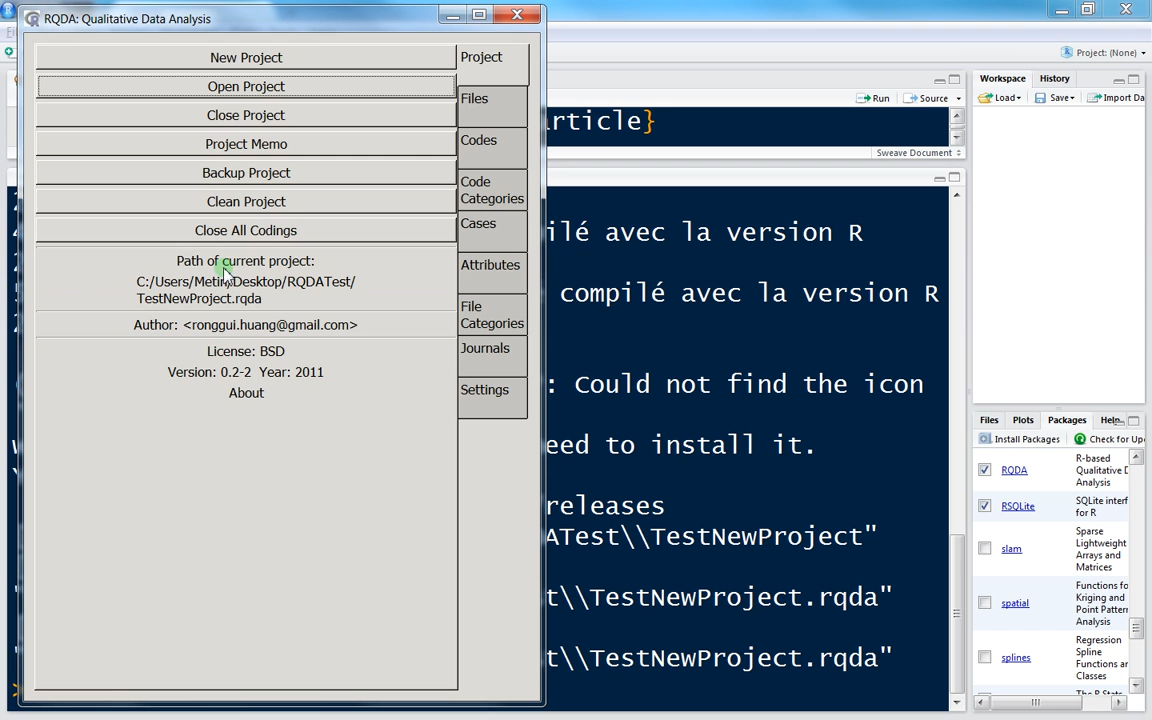 RQDA: Qualitative Data Analysis
New Project
Open Project
Close Project
Project Memo
Backup Project
Clean Project
Close All Codings
Path of current project:
C:/Users/Metin/Desktop/RQDATest/
TestNewProject.rqda
Author: <ronggui.huang@gmail.com>
License: BSD
Version: 0.2-2 Year: 2011
About
Project
Files
Codes
Code
Categories
Cases
Attributes
File
Categories
Journals
Settings
Project: (None)
Run
Source
rticle}
Sweave Document
ilé avec la version R
compilé avec la version R
: Could not find the icon
eed to install it.
releases
ATest\\TestNewProject"
t\\TestNewProject.rqda"
t\\TestNewProject.rqda"
Workspace
History
Load
Save
Import Da
Files
Plots
Packages
Help
Install Packages
Check for Up
RQDA
R-based
Qualitative D
Analysis
RSQLite
SQLite interf
for R
slam
Sparse
Lightweight
Arrays and
Matrices
spatial
Functions fo
Kriging and
Point Pattern
Analysis
splines
Regression
Spline
Functions an
Classes